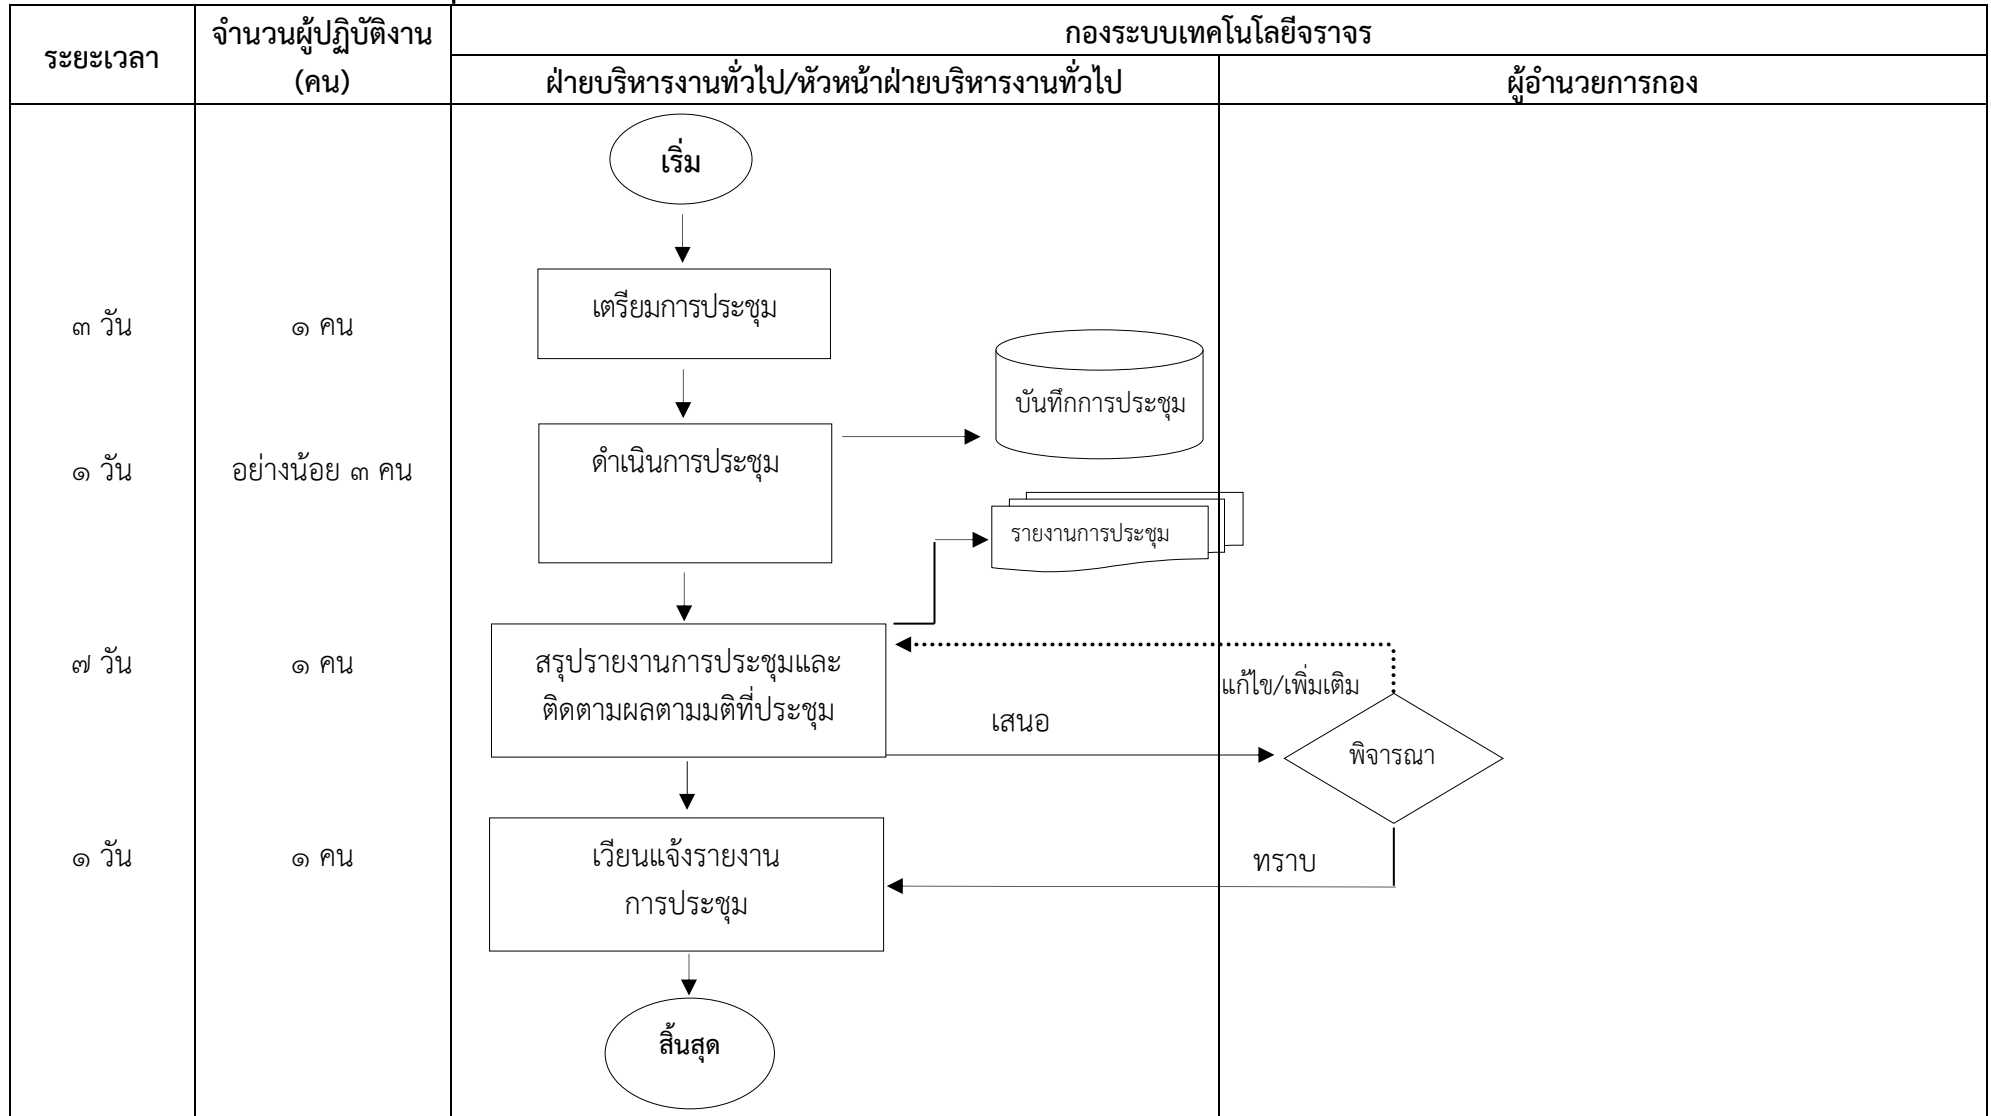 ระยะเวลา
จำนวนผู้ปฏิบัติงาน
(คน)
กองระบบเทคโนโลยีจราจร
ฝ่ายบริหารงานทั่วไป/หัวหน้าฝ่ายบริหารงานทั่วไป
ผู้อำนวยการกอง
เริ่ม
๓ วัน
๑ คน
เตรียมการประชุม
บันทึกการประชุม
๑ วัน
อย่างน้อย ๓ คน
ดำเนินการประชุม
รายงานการประชุม
๗ วัน
๑ คน
สรุปรายงานการประชุมและ
ติดตามผลตามมติที่ประชุม
แก้ไข/เพิ่มเติม
เสนอ
พิจารณา
๑ วัน
๑ คน
เวียนแจ้งรายงาน
การประชุม
ทราบ
สิ้นสุด